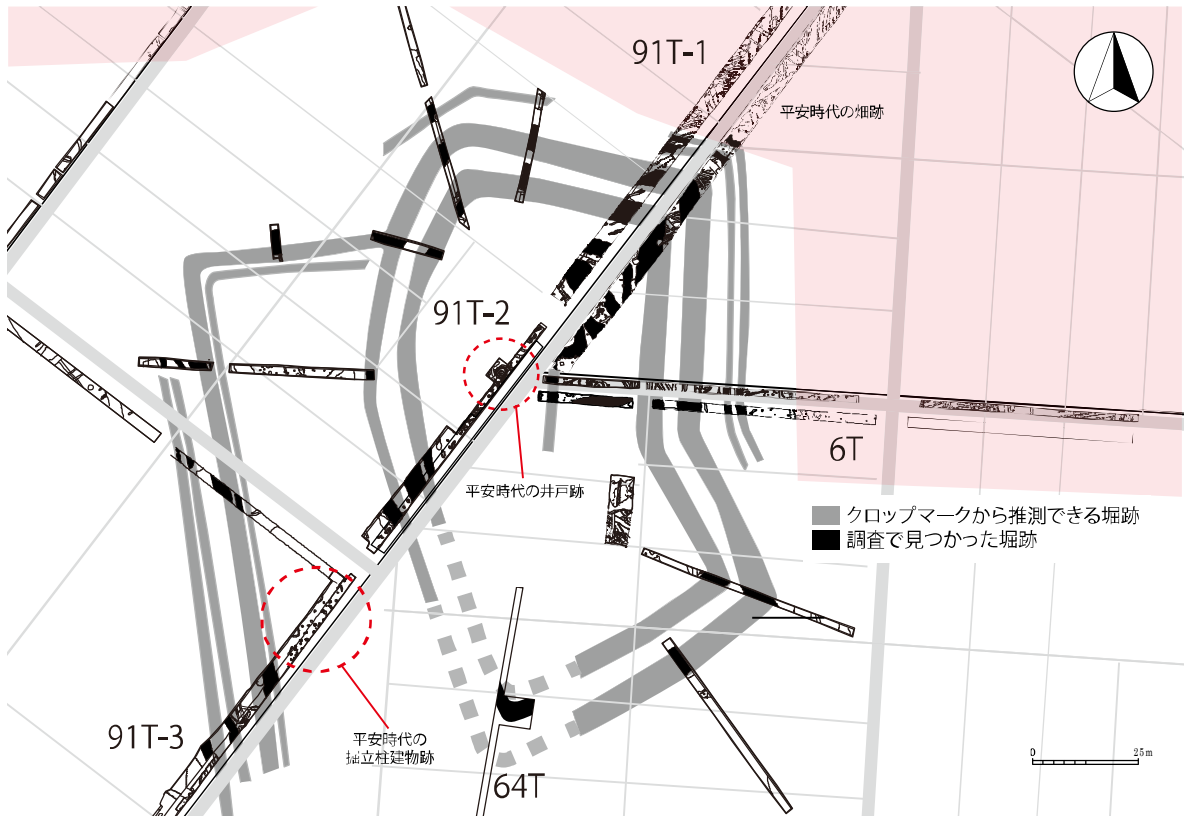 91T-1
平安時代の畑跡
91T-2
平安時代の井戸跡
6T
クロップマークから推測できる堀跡
調査で見つかった堀跡
91T-3
平安時代の
掘立柱建物跡
64T
0 25m